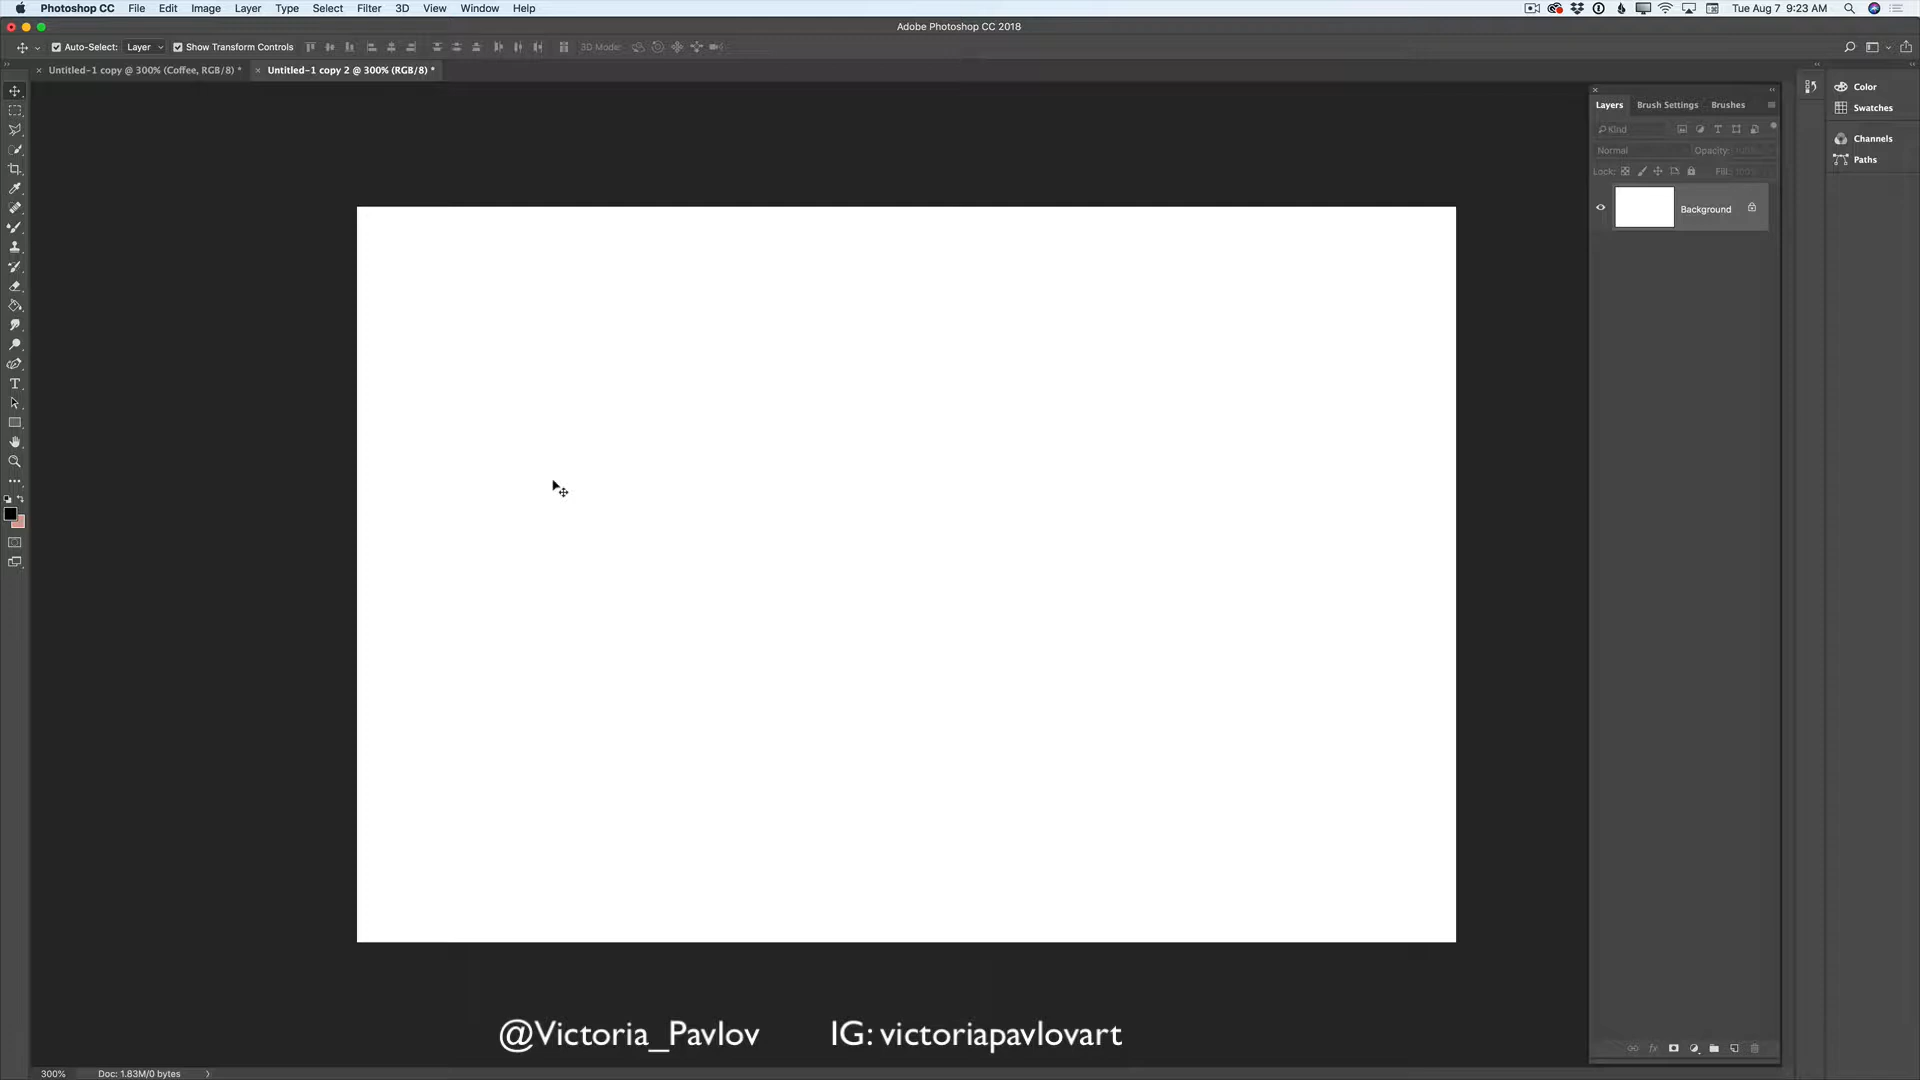 Photoshop CC File Edit Image Layer Type Select Filter 3D View Window Help Tue Aug 7 9:23 AM
Adobe Photoshop CC 2018
Auto-Select: Layer Show Transform Controls 3D Mode:
Untitled-1 copy @ 300% (Coffee, RGB/8) * Untitled-1 copy 2 @ 300% (RGB/8) *
Color
Swatches
Channels
Paths
Layers Brush Settings Brushes
Kind
Normal Opacity: 100%
Lock: Fill: 100%
Background
@Victoria_Pavlov IG: victoriapavlovart
300% Doc: 1.83M/0 bytes